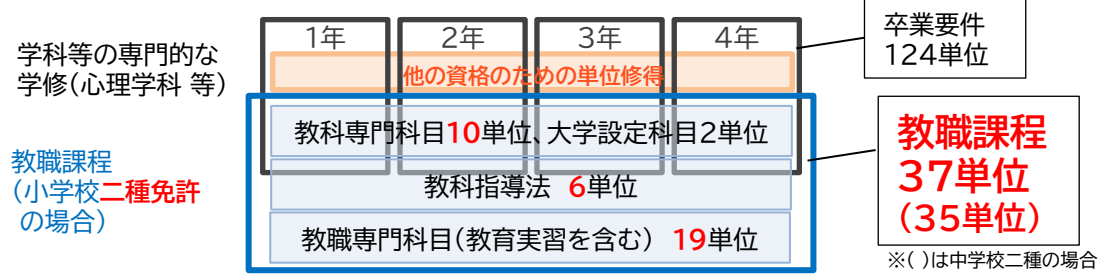 1年
2年
3年
4年
卒業要件
124単位
学科等の専門的な
学修(心理学科 等)
他の資格のための単位修得
教科専門科目10単位、大学設定科目2単位
教職課程
37単位
(35単位)
教職課程
(小学校二種免許
の場合)
教科指導法 6単位
教職専門科目(教育実習を含む) 19単位
※( )は中学校二種の場合